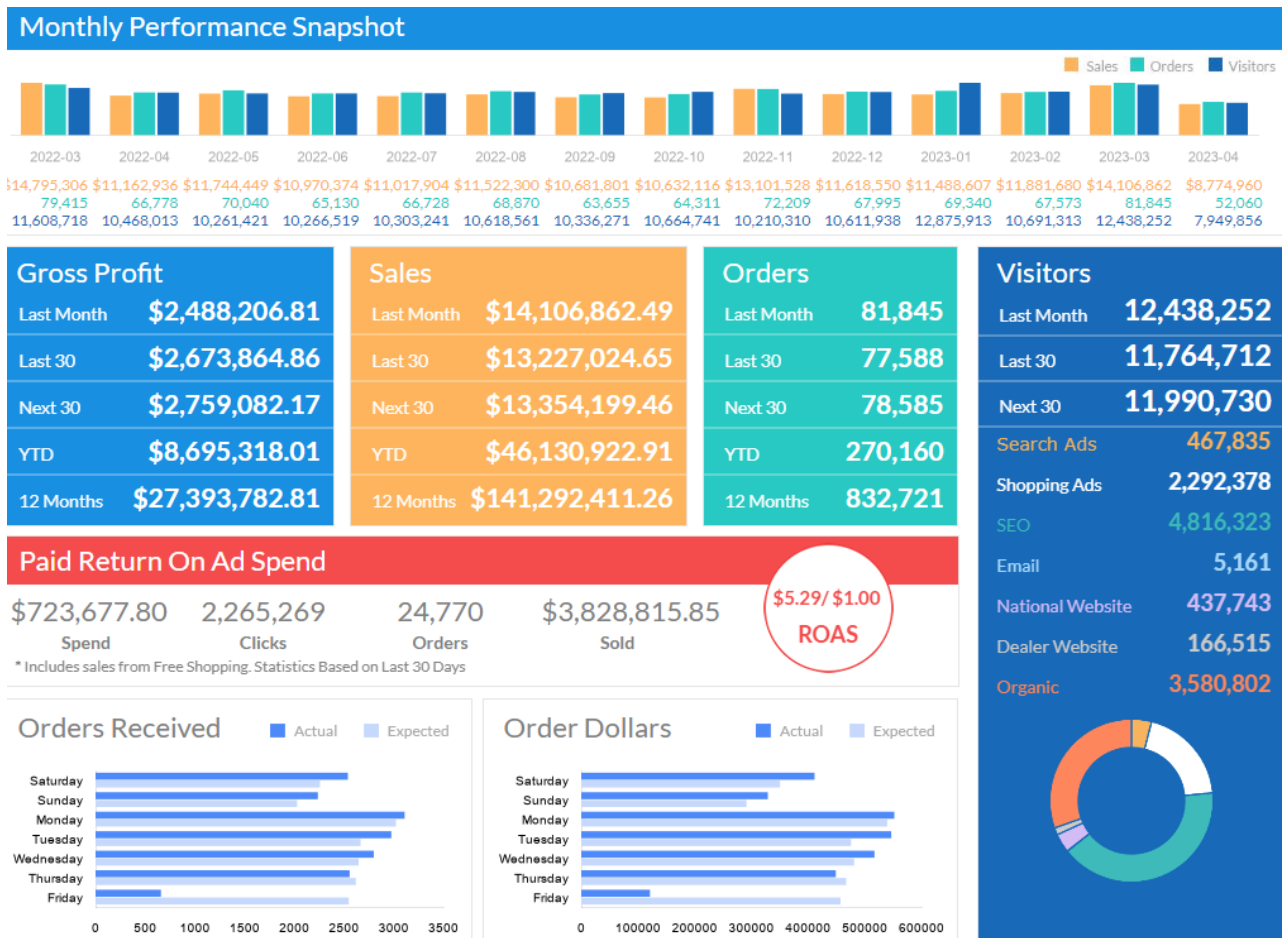 Monthly Performance Snapshot
Sales Orders Visitors
2022-03 2022-04 2022-05 2022-06 2022-07 2022-08 2022-09 2022-10 2022-11 2022-12 2023-01 2023-02 2023-03 2023-04
$14,795,306 $11,162,936 $11,744,449 $10,970,374 $11,017,904 $11,522,300 $10,681,801 $10,632,116 $13,101,528 $11,618,550 $11,488,607 $11,881,680 $14,106,862 $8,774,960
79,415 66,778 70,040 65,130 66,728 68,870 63,655 64,311 72,209 67,995 69,340 67,573 81,845 52,060
11,608,718 10,468,013 10,261,421 10,266,519 10,303,241 10,618,561 10,336,271 10,664,741 10,210,310 10,611,938 12,875,913 10,691,313 12,438,252 7,949,856
Gross Profit
Last Month $2,488,206.81
Last 30 $2,673,864.86
Next 30 $2,759,082.17
YTD $8,695,318.01
12 Months $27,393,782.81
Sales
Last Month $14,106,862.49
Last 30 $13,227,024.65
Next 30 $13,354,199.46
YTD $46,130,922.91
12 Months $141,292,411.26
Orders
Last Month 81,845
Last 30 77,588
Next 30 78,585
YTD 270,160
12 Months 832,721
Visitors
Last Month 12,438,252
Last 30 11,764,712
Next 30 11,990,730
Search Ads 467,835
Shopping Ads 2,292,378
SEO 4,816,323
Email 5,161
National Website 437,743
Dealer Website 166,515
Organic 3,580,802
Paid Return On Ad Spend
$723,677.80 2,265,269 24,770 $3,828,815.85
Spend Clicks Orders Sold
* Includes sales from Free Shopping. Statistics Based on Last 30 Days
$5.29/ $1.00
ROAS
Orders Received Actual Expected
Saturday
Sunday
Monday
Tuesday
Wednesday
Thursday
Friday
0 500 1000 1500 2000 2500 3000 3500
Order Dollars Actual Expected
Saturday
Sunday
Monday
Tuesday
Wednesday
Thursday
Friday
0 100000 200000 300000 400000 500000 600000